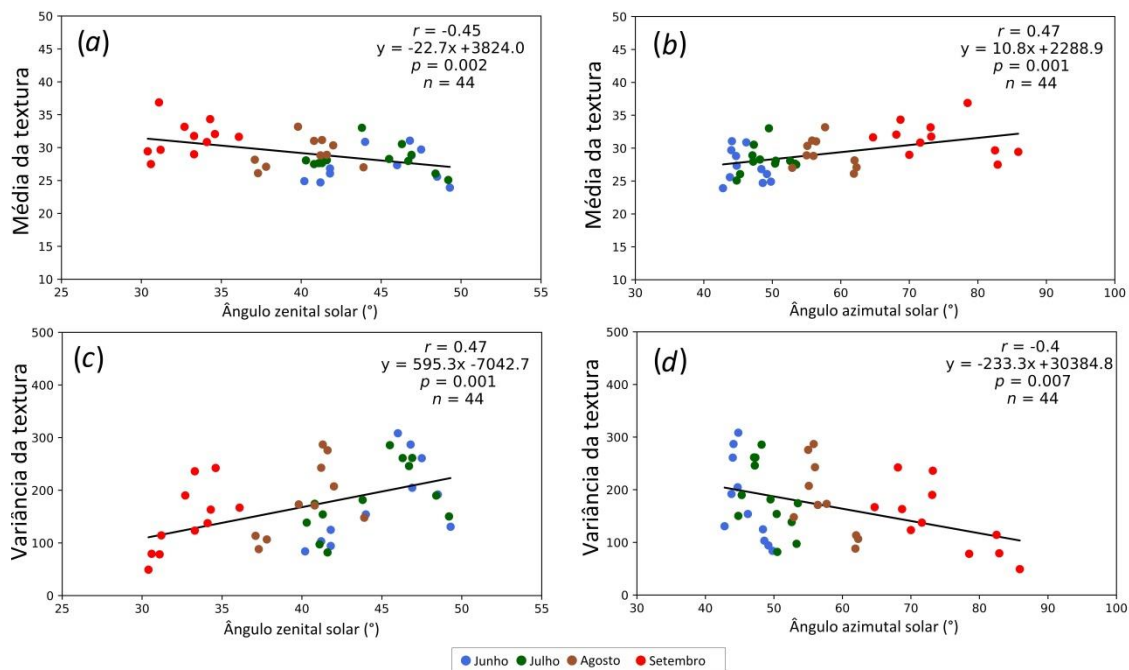 (a)
r = -0.45
y = -22.7x +3824.0
p = 0.002
n = 44
Média da textura
50
45
40
35
30
25
20
15
10
25 30 35 40 45 50 55
Ângulo zenital solar (°)
(b)
r = 0.47
y = 10.8x +2288.9
p = 0.001
n = 44
Média da textura
50
45
40
35
30
25
20
15
10
30 40 50 60 70 80 90 100
Ângulo azimutal solar (°)
(c)
r = 0.47
y = 595.3x -7042.7
p = 0.001
n = 44
Variância da textura
500
400
300
200
100
0
25 30 35 40 45 50 55
Ângulo zenital solar (°)
(d)
r = -0.4
y = -233.3x +30384.8
p = 0.007
n = 44
Variância da textura
500
400
300
200
100
0
30 40 50 60 70 80 90 100
Ângulo azimutal solar (°)
Junho Julho Agosto Setembro